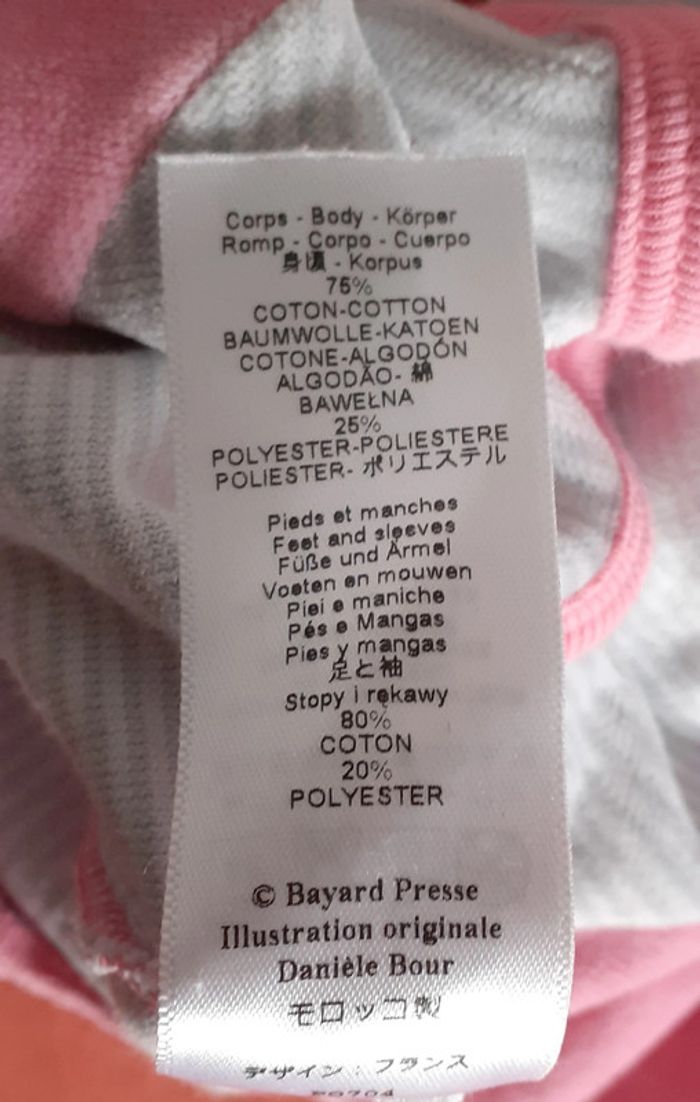 Corps - Body - Körper
Romp - Corpo - Cuerpo
身頃 - Korpus
75%
COTON-COTTON
BAUMWOLLE-KATOEN
COTONE-ALGODÓN
ALGODÃO- 綿
BAWEŁNA
25%
POLYESTER-POLIESTERE
POLIESTER- ポリエステル
Pieds et manches
Feet and sleeves
Füße und Ärmel
Voeten en mouwen
Piei e maniche
Pés e Mangas
Pies y mangas
足と袖
Stopy i rękawy
80%
COTON
20%
POLYESTER
© Bayard Presse
Illustration originale
Danièle Bour
モロッコ製
デザイン : フランス